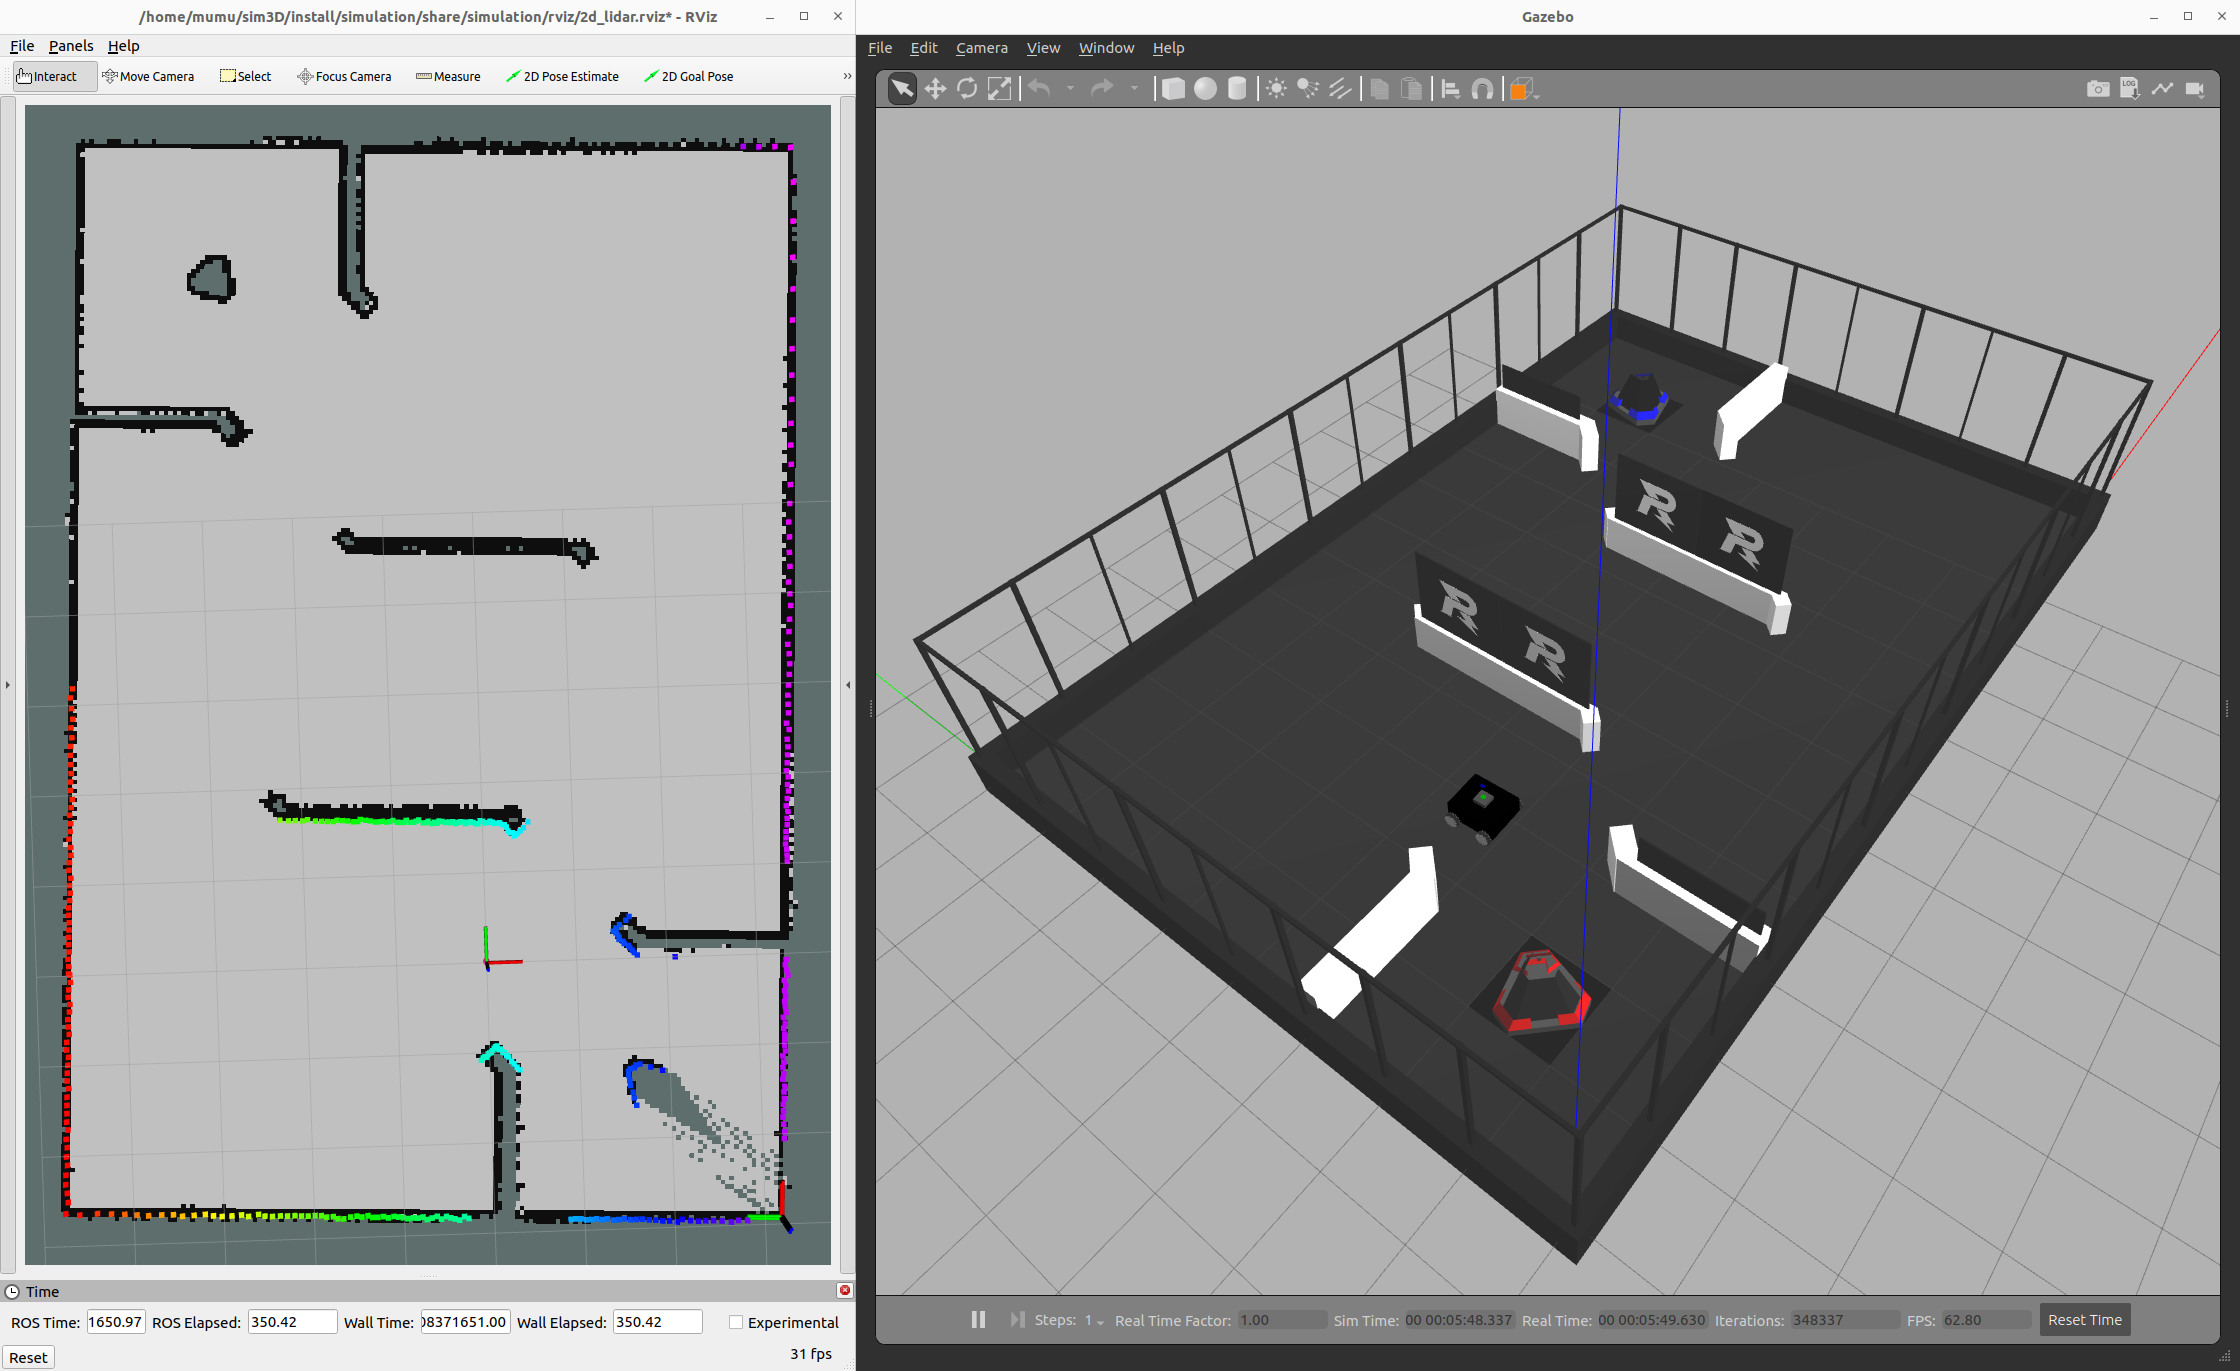 /home/mumu/sim3D/install/simulation/share/simulation/rviz/2d_lidar.rviz* - RViz
File Panels Help
Interact Move Camera Select Focus Camera Measure 2D Pose Estimate 2D Goal Pose »
Time
ROS Time: 1650.97 ROS Elapsed: 350.42 Wall Time: 08371651.00 Wall Elapsed: 350.42 Experimental
Reset 31 fps
Gazebo
File Edit Camera View Window Help
LOG
R R
R R
Steps: 1 Real Time Factor: 1.00 Sim Time: 00 00:05:48.337 Real Time: 00 00:05:49.630 Iterations: 348337 FPS: 62.80 Reset Time